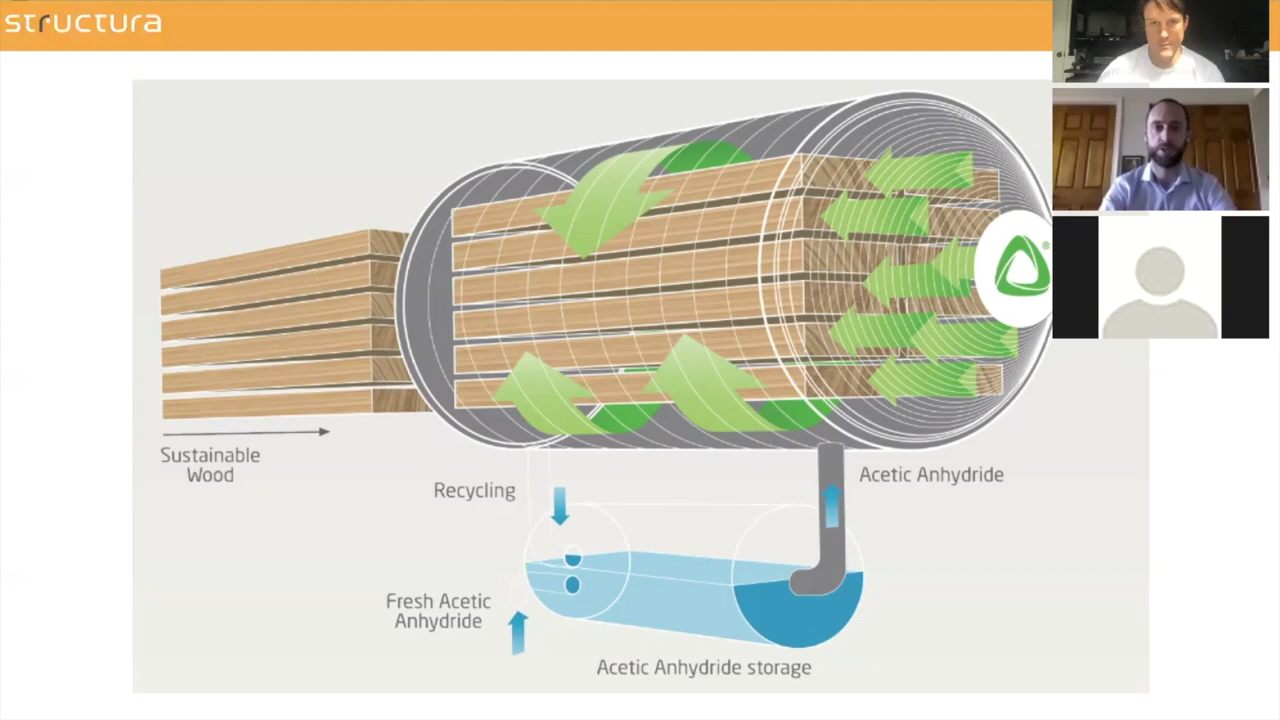 structura
Sustainable
Wood
Recycling
Acetic Anhydride
Fresh Acetic
Anhydride
Acetic Anhydride storage
®